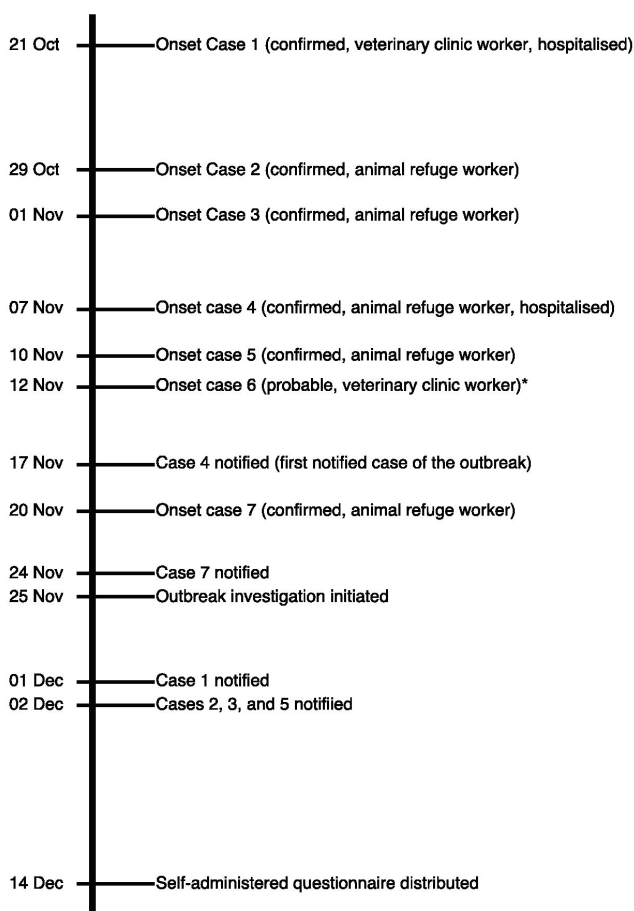 21 Oct Onset Case 1 (confirmed, veterinary clinic worker, hospitalised)
29 Oct Onset Case 2 (confirmed, animal refuge worker)
01 Nov Onset Case 3 (confirmed, animal refuge worker)
07 Nov Onset case 4 (confirmed, animal refuge worker, hospitalised)
10 Nov Onset case 5 (confirmed, animal refuge worker)
12 Nov Onset case 6 (probable, veterinary clinic worker)*
17 Nov Case 4 notified (first notified case of the outbreak)
20 Nov Onset case 7 (confirmed, animal refuge worker)
24 Nov Case 7 notified
25 Nov Outbreak investigation initiated
01 Dec Case 1 notified
02 Dec Cases 2, 3, and 5 notifiied
14 Dec Self-administered questionnaire distributed